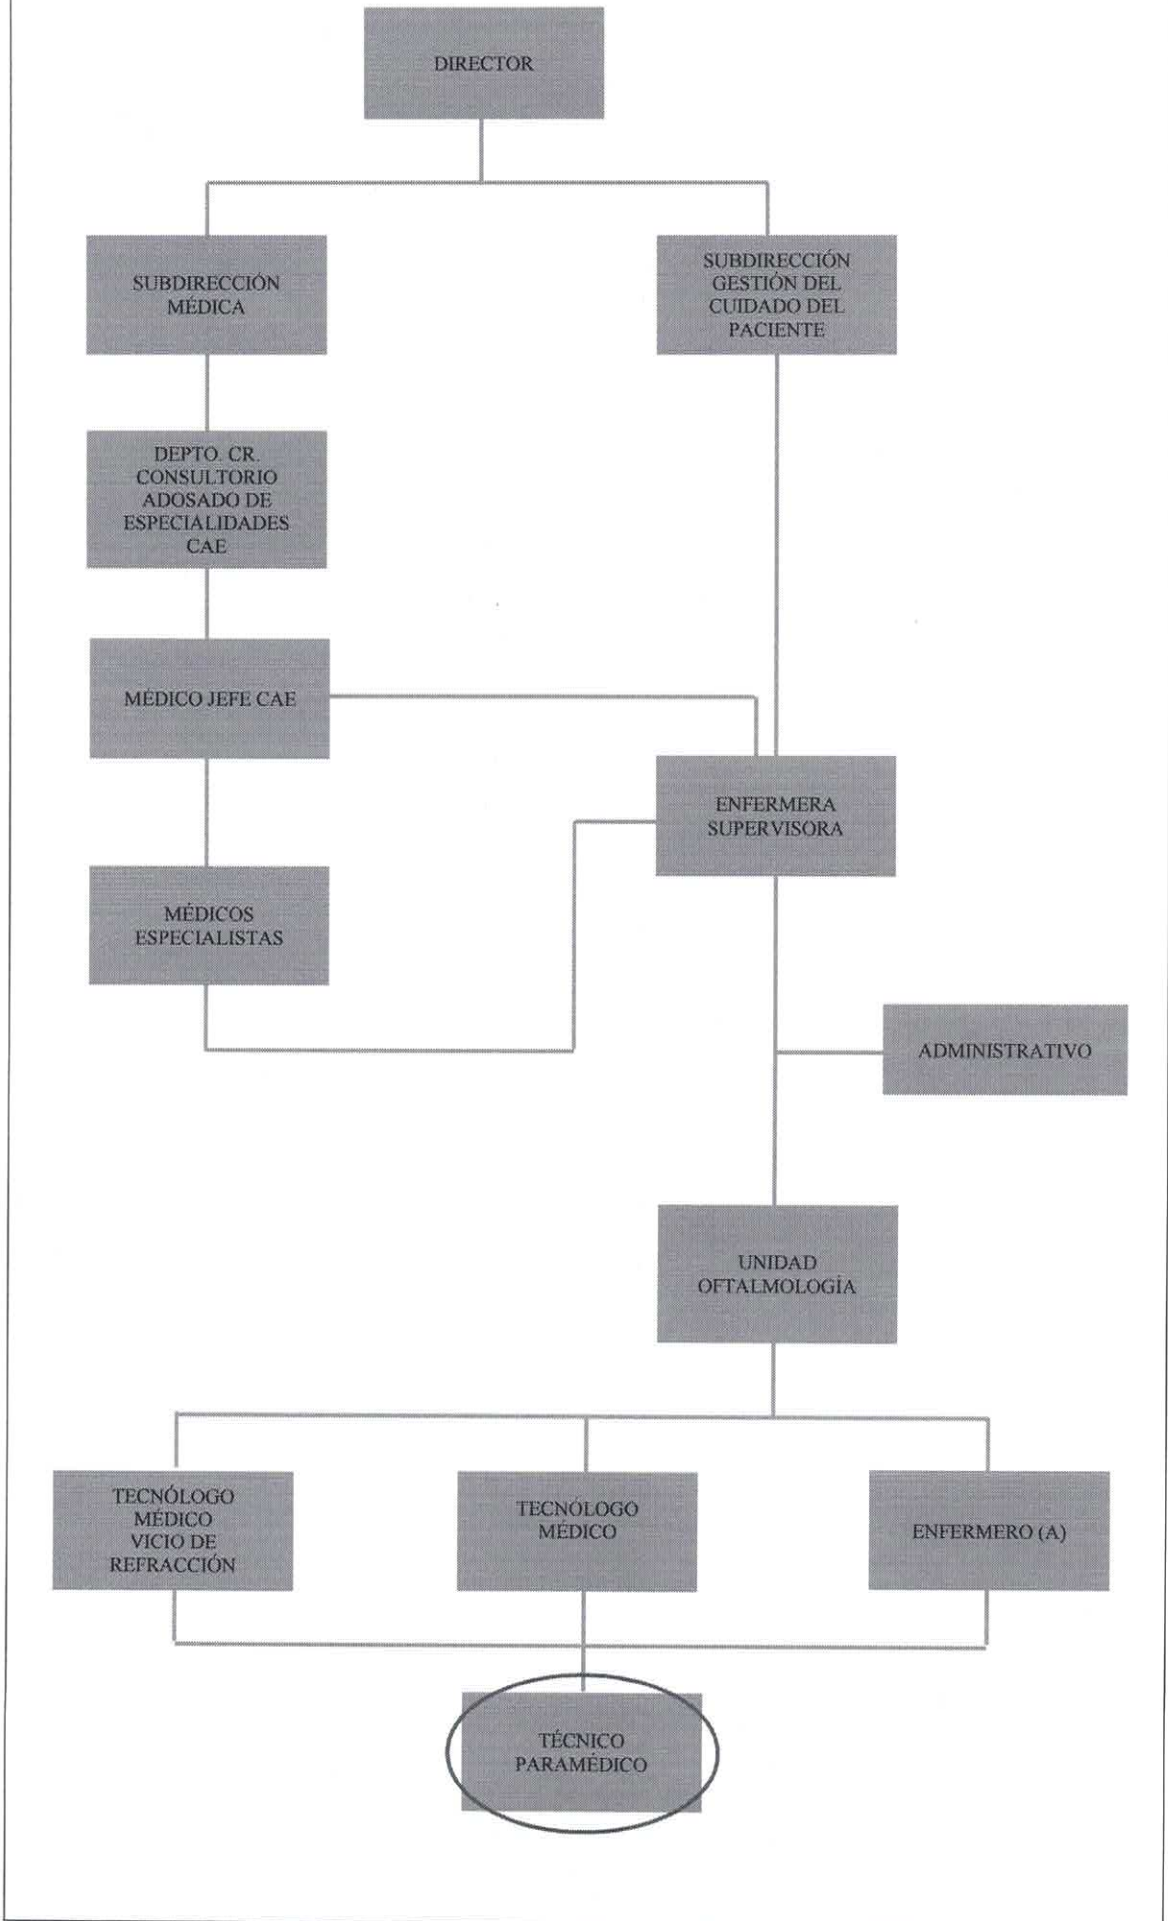 DIRECTOR
SUBDIRECCIÓN
MÉDICA
SUBDIRECCIÓN
GESTIÓN DEL
CUIDADO DEL
PACIENTE
DEPTO. CR.
CONSULTORIO
ADOSADO DE
ESPECIALIDADES
CAE
MÉDICO JEFE CAE
ENFERMERA
SUPERVISORA
MÉDICOS
ESPECIALISTAS
ADMINISTRATIVO
UNIDAD
OFTALMOLOGÍA
TECNÓLOGO
MÉDICO
VICIO DE
REFRACCIÓN
TECNÓLOGO
MÉDICO
ENFERMERO (A)
TÉCNICO
PARAMÉDICO